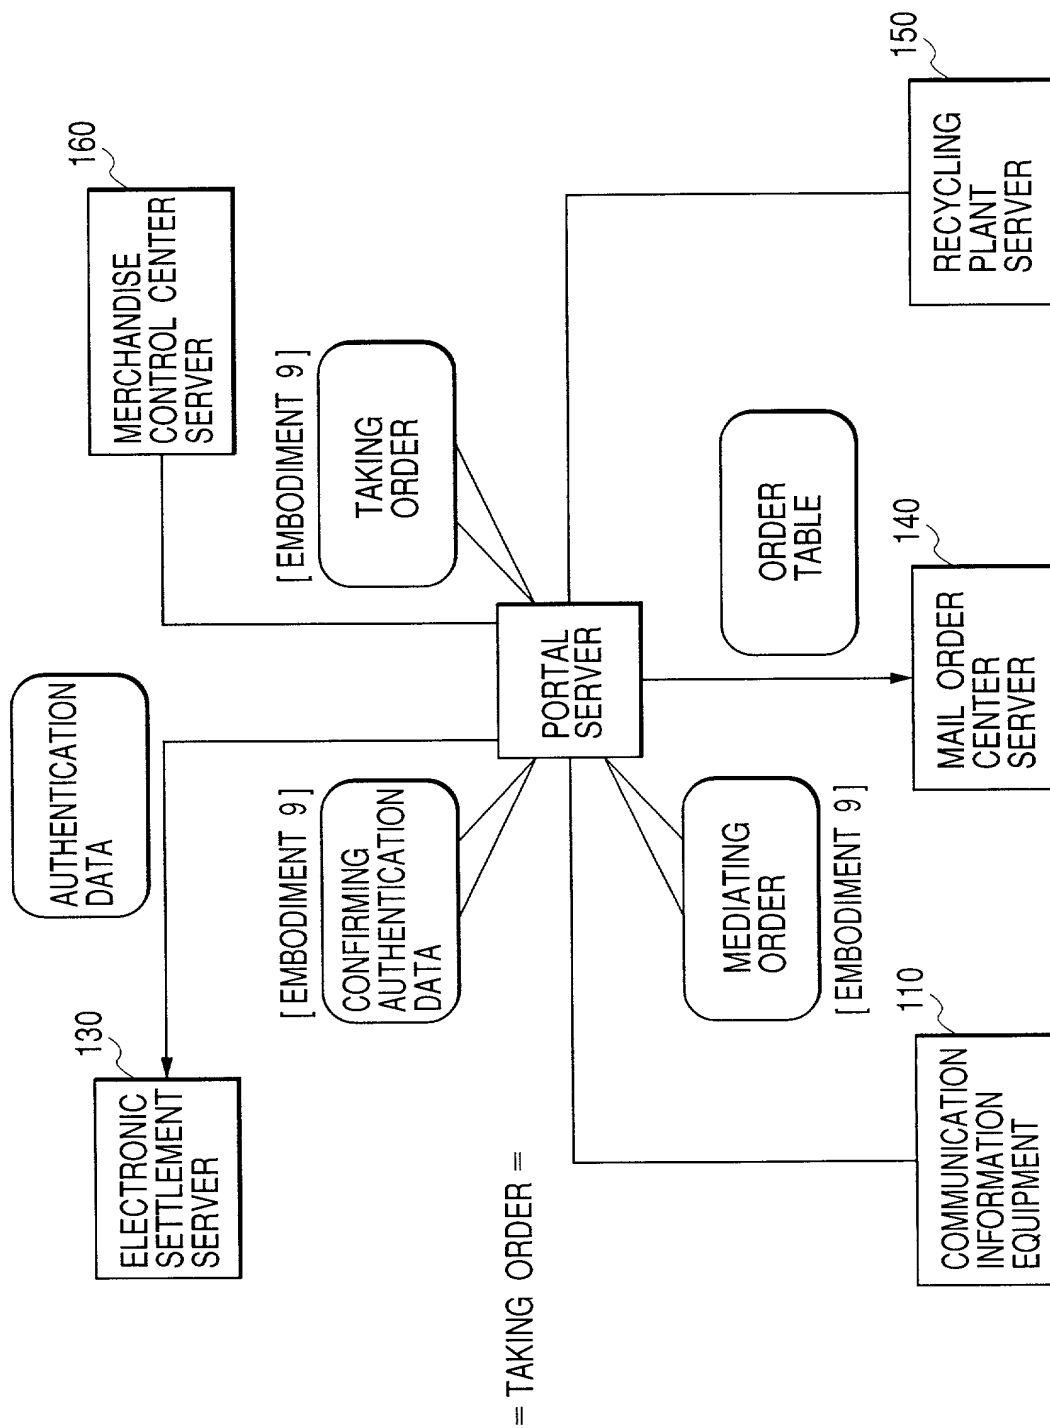 = TAKING ORDER =
130
ELECTRONIC
SETTLEMENT
SERVER
AUTHENTICATION
DATA
160
MERCHANDISE
CONTROL CENTER
SERVER
[EMBODIMENT 9]
CONFIRMING
AUTHENTICATION
DATA
[EMBODIMENT 9]
TAKING
ORDER
PORTAL
SERVER
MEDIATING
ORDER
[EMBODIMENT 9]
ORDER
TABLE
110
COMMUNICATION
INFORMATION
EQUIPMENT
140
MAIL ORDER
CENTER
SERVER
150
RECYCLING
PLANT
SERVER